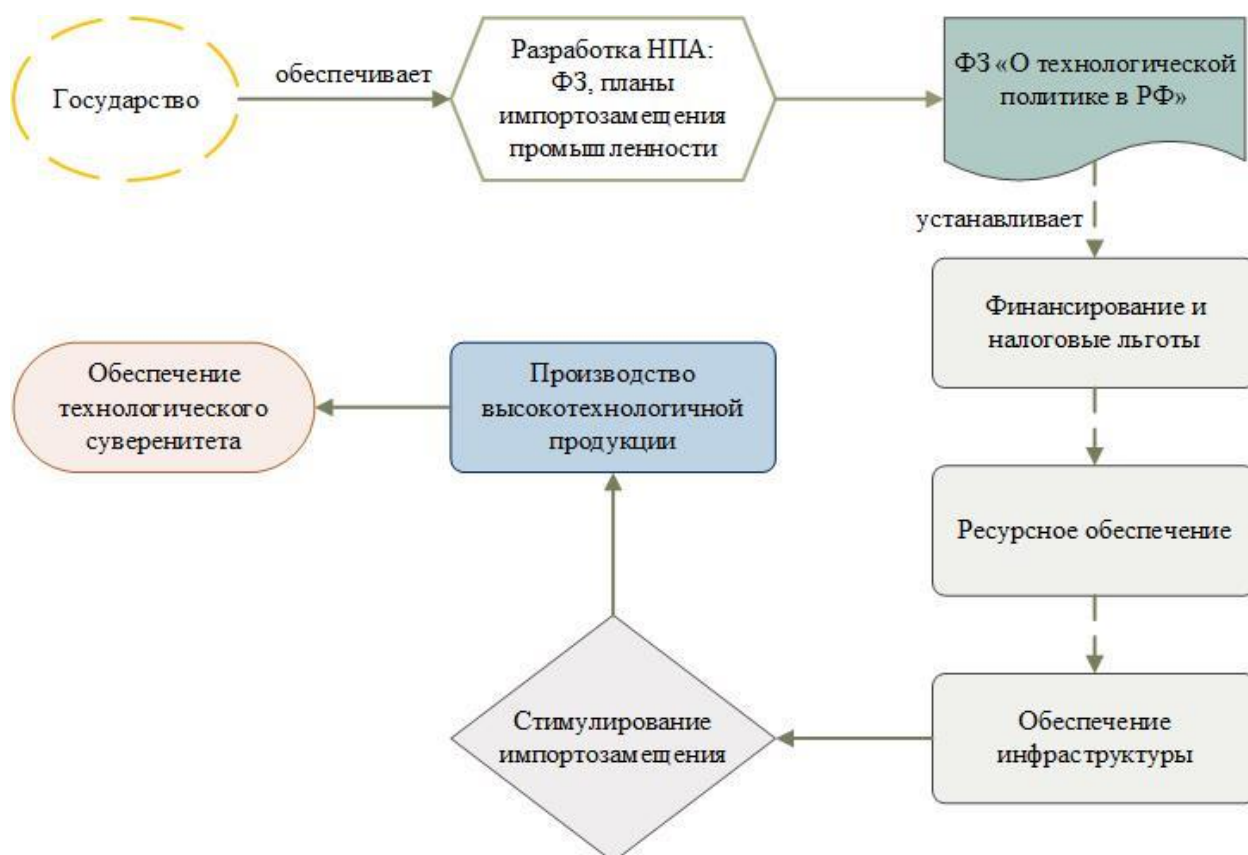 Государство
обеспечивает
Разработка НПА:
ФЗ, планы
импортозамещения
промышленности
ФЗ «О технологической
политике в РФ»
устанавливает
Финансирование и
налоговые льготы
Ресурсное обеспечение
Обеспечение
инфраструктуры
Стимулирование
импортозамещения
Производство
высокотехнологичной
продукции
Обеспечение
технологического
суверенитета